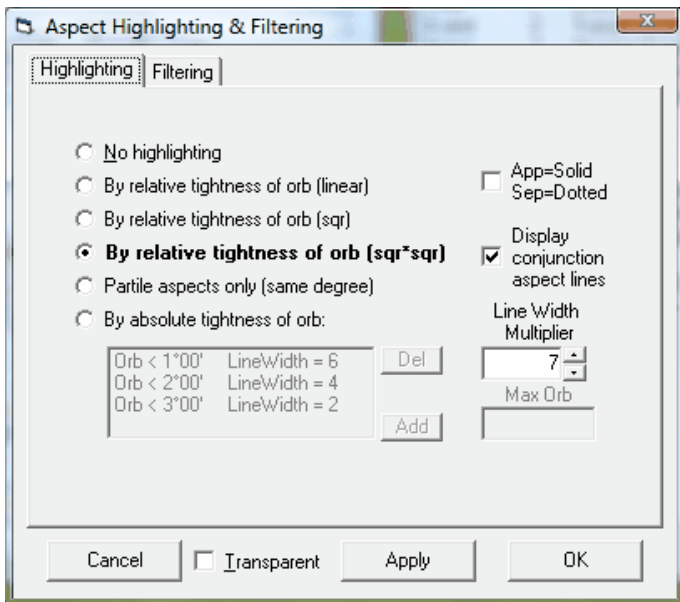 Aspect Highlighting & Filtering
x
Highlighting
Filtering
No highlighting
By relative tightness of orb (linear)
By relative tightness of orb (sqr)
By relative tightness of orb (sqr*sqr)
Partile aspects only (same degree)
By absolute tightness of orb:
Orb < 1°00' LineWidth = 6
Orb < 2°00' LineWidth = 4
Orb < 3°00' LineWidth = 2
Del
Add
App=Solid
Sep=Dotted
Display
conjunction
aspect lines
Line Width
Multiplier
7
Max Orb
Cancel
Transparent
Apply
OK